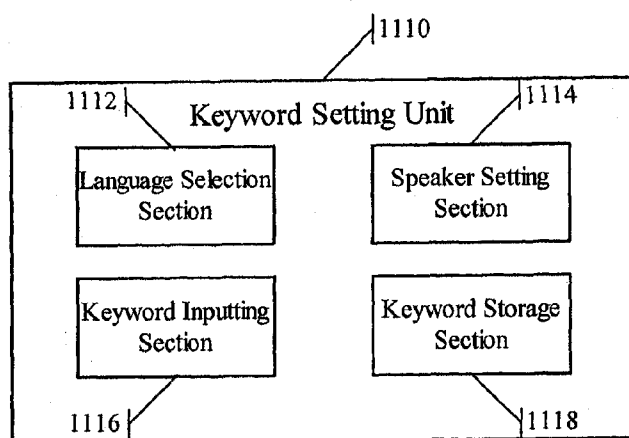 1110
1112
1114
Keyword Setting Unit
Language Selection
Section
Speaker Setting
Section
Keyword Inputting
Section
Keyword Storage
Section
1116
1118